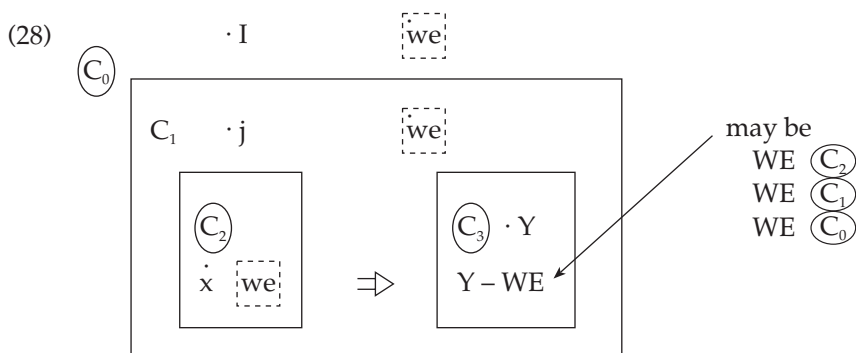 (28) · I we
C₀
C₁ · j we
may be
WE C₂
WE C₁
WE C₀
C₂ C₃ · Y
x we ⇒ Y – WE